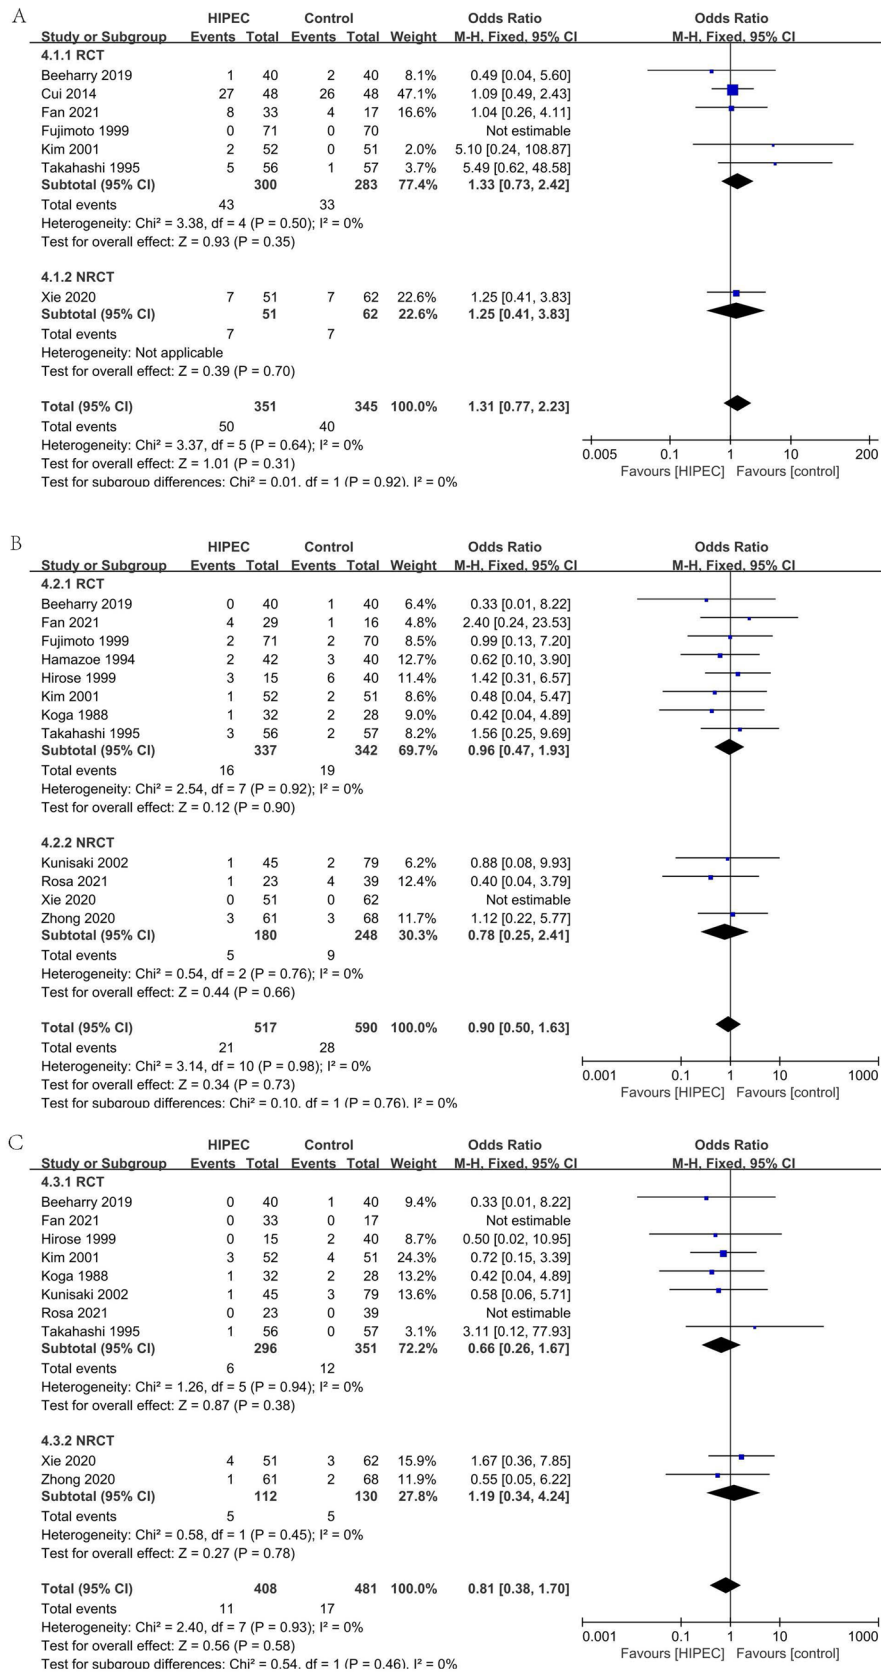 A
HIPEC Control Odds Ratio Odds Ratio
Study or Subgroup Events Total Events Total Weight M-H, Fixed, 95% CI M-H, Fixed, 95% CI
4.1.1 RCT
Beeharry 2019 1 40 2 40 8.1% 0.49 [0.04, 5.60]
Cui 2014 27 48 26 48 47.1% 1.09 [0.49, 2.43]
Fan 2021 8 33 4 17 16.6% 1.04 [0.26, 4.11]
Fujimoto 1999 0 71 0 70 Not estimable
Kim 2001 2 52 0 51 2.0% 5.10 [0.24, 108.87]
Takahashi 1995 5 56 1 57 3.7% 5.49 [0.62, 48.58]
Subtotal (95% CI) 300 283 77.4% 1.33 [0.73, 2.42]
Total events 43 33
Heterogeneity: Chi² = 3.38, df = 4 (P = 0.50); I² = 0%
Test for overall effect: Z = 0.93 (P = 0.35)
4.1.2 NRCT
Xie 2020 7 51 7 62 22.6% 1.25 [0.41, 3.83]
Subtotal (95% CI) 51 62 22.6% 1.25 [0.41, 3.83]
Total events 7 7
Heterogeneity: Not applicable
Test for overall effect: Z = 0.39 (P = 0.70)
Total (95% CI) 351 345 100.0% 1.31 [0.77, 2.23]
Total events 50 40
Heterogeneity: Chi² = 3.37, df = 5 (P = 0.64); I² = 0%
Test for overall effect: Z = 1.01 (P = 0.31)
Test for subgroup differences: Chi² = 0.01, df = 1 (P = 0.92), I² = 0%
0.005 0.1 1 10 200
Favours [HIPEC] Favours [control]
B
HIPEC Control Odds Ratio Odds Ratio
Study or Subgroup Events Total Events Total Weight M-H, Fixed, 95% CI M-H, Fixed, 95% CI
4.2.1 RCT
Beeharry 2019 0 40 1 40 6.4% 0.33 [0.01, 8.22]
Fan 2021 4 29 1 16 4.8% 2.40 [0.24, 23.53]
Fujimoto 1999 2 71 2 70 8.5% 0.99 [0.13, 7.20]
Hamazoe 1994 2 42 3 40 12.7% 0.62 [0.10, 3.90]
Hirose 1999 3 15 6 40 11.4% 1.42 [0.31, 6.57]
Kim 2001 1 52 2 51 8.6% 0.48 [0.04, 5.47]
Koga 1988 1 32 2 28 9.0% 0.42 [0.04, 4.89]
Takahashi 1995 3 56 2 57 8.2% 1.56 [0.25, 9.69]
Subtotal (95% CI) 337 342 69.7% 0.96 [0.47, 1.93]
Total events 16 19
Heterogeneity: Chi² = 2.54, df = 7 (P = 0.92); I² = 0%
Test for overall effect: Z = 0.12 (P = 0.90)
4.2.2 NRCT
Kunisaki 2002 1 45 2 79 6.2% 0.88 [0.08, 9.93]
Rosa 2021 1 23 4 39 12.4% 0.40 [0.04, 3.79]
Xie 2020 0 51 0 62 Not estimable
Zhong 2020 3 61 3 68 11.7% 1.12 [0.22, 5.77]
Subtotal (95% CI) 180 248 30.3% 0.78 [0.25, 2.41]
Total events 5 9
Heterogeneity: Chi² = 0.54, df = 2 (P = 0.76); I² = 0%
Test for overall effect: Z = 0.44 (P = 0.66)
Total (95% CI) 517 590 100.0% 0.90 [0.50, 1.63]
Total events 21 28
Heterogeneity: Chi² = 3.14, df = 10 (P = 0.98); I² = 0%
Test for overall effect: Z = 0.34 (P = 0.73)
Test for subgroup differences: Chi² = 0.10, df = 1 (P = 0.76), I² = 0%
0.001 0.1 1 10 1000
Favours [HIPEC] Favours [control]
C
HIPEC Control Odds Ratio Odds Ratio
Study or Subgroup Events Total Events Total Weight M-H, Fixed, 95% CI M-H, Fixed, 95% CI
4.3.1 RCT
Beeharry 2019 0 40 1 40 9.4% 0.33 [0.01, 8.22]
Fan 2021 0 33 0 17 Not estimable
Hirose 1999 0 15 2 40 8.7% 0.50 [0.02, 10.95]
Kim 2001 3 52 4 51 24.3% 0.72 [0.15, 3.39]
Koga 1988 1 32 2 28 13.2% 0.42 [0.04, 4.89]
Kunisaki 2002 1 45 3 79 13.6% 0.58 [0.06, 5.71]
Rosa 2021 0 23 0 39 Not estimable
Takahashi 1995 1 56 0 57 3.1% 3.11 [0.12, 77.93]
Subtotal (95% CI) 296 351 72.2% 0.66 [0.26, 1.67]
Total events 6 12
Heterogeneity: Chi² = 1.26, df = 5 (P = 0.94); I² = 0%
Test for overall effect: Z = 0.87 (P = 0.38)
4.3.2 NRCT
Xie 2020 4 51 3 62 15.9% 1.67 [0.36, 7.85]
Zhong 2020 1 61 2 68 11.9% 0.55 [0.05, 6.22]
Subtotal (95% CI) 112 130 27.8% 1.19 [0.34, 4.24]
Total events 5 5
Heterogeneity: Chi² = 0.58, df = 1 (P = 0.45); I² = 0%
Test for overall effect: Z = 0.27 (P = 0.78)
Total (95% CI) 408 481 100.0% 0.81 [0.38, 1.70]
Total events 11 17
Heterogeneity: Chi² = 2.40, df = 7 (P = 0.93); I² = 0%
Test for overall effect: Z = 0.56 (P = 0.58)
Test for subgroup differences: Chi² = 0.54, df = 1 (P = 0.46), I² = 0%
0.001 0.1 1 10 1000
Favours [HIPEC] Favours [control]